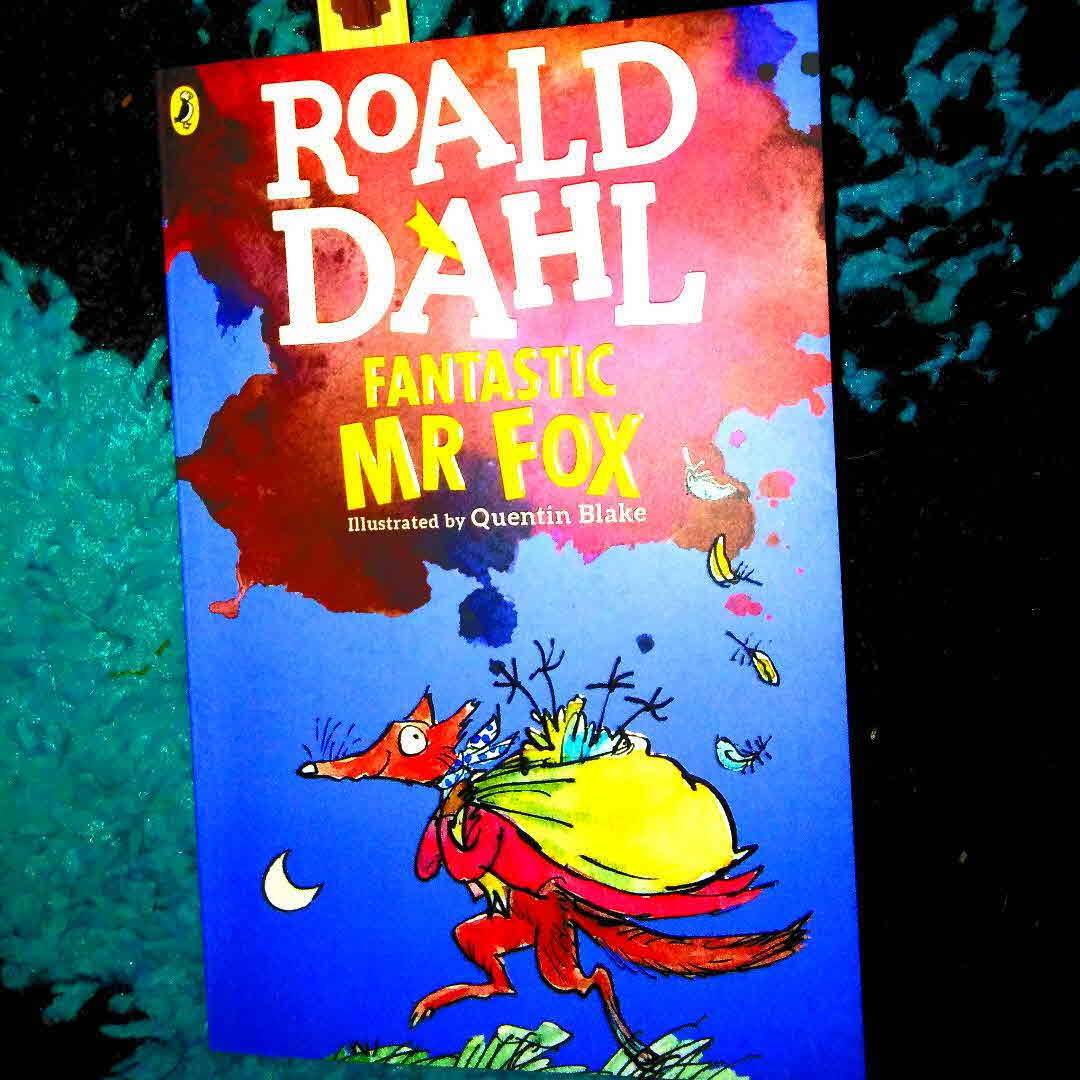 ROALD
DAHL
FANTASTIC
MR FOX
Illustrated by Quentin Blake